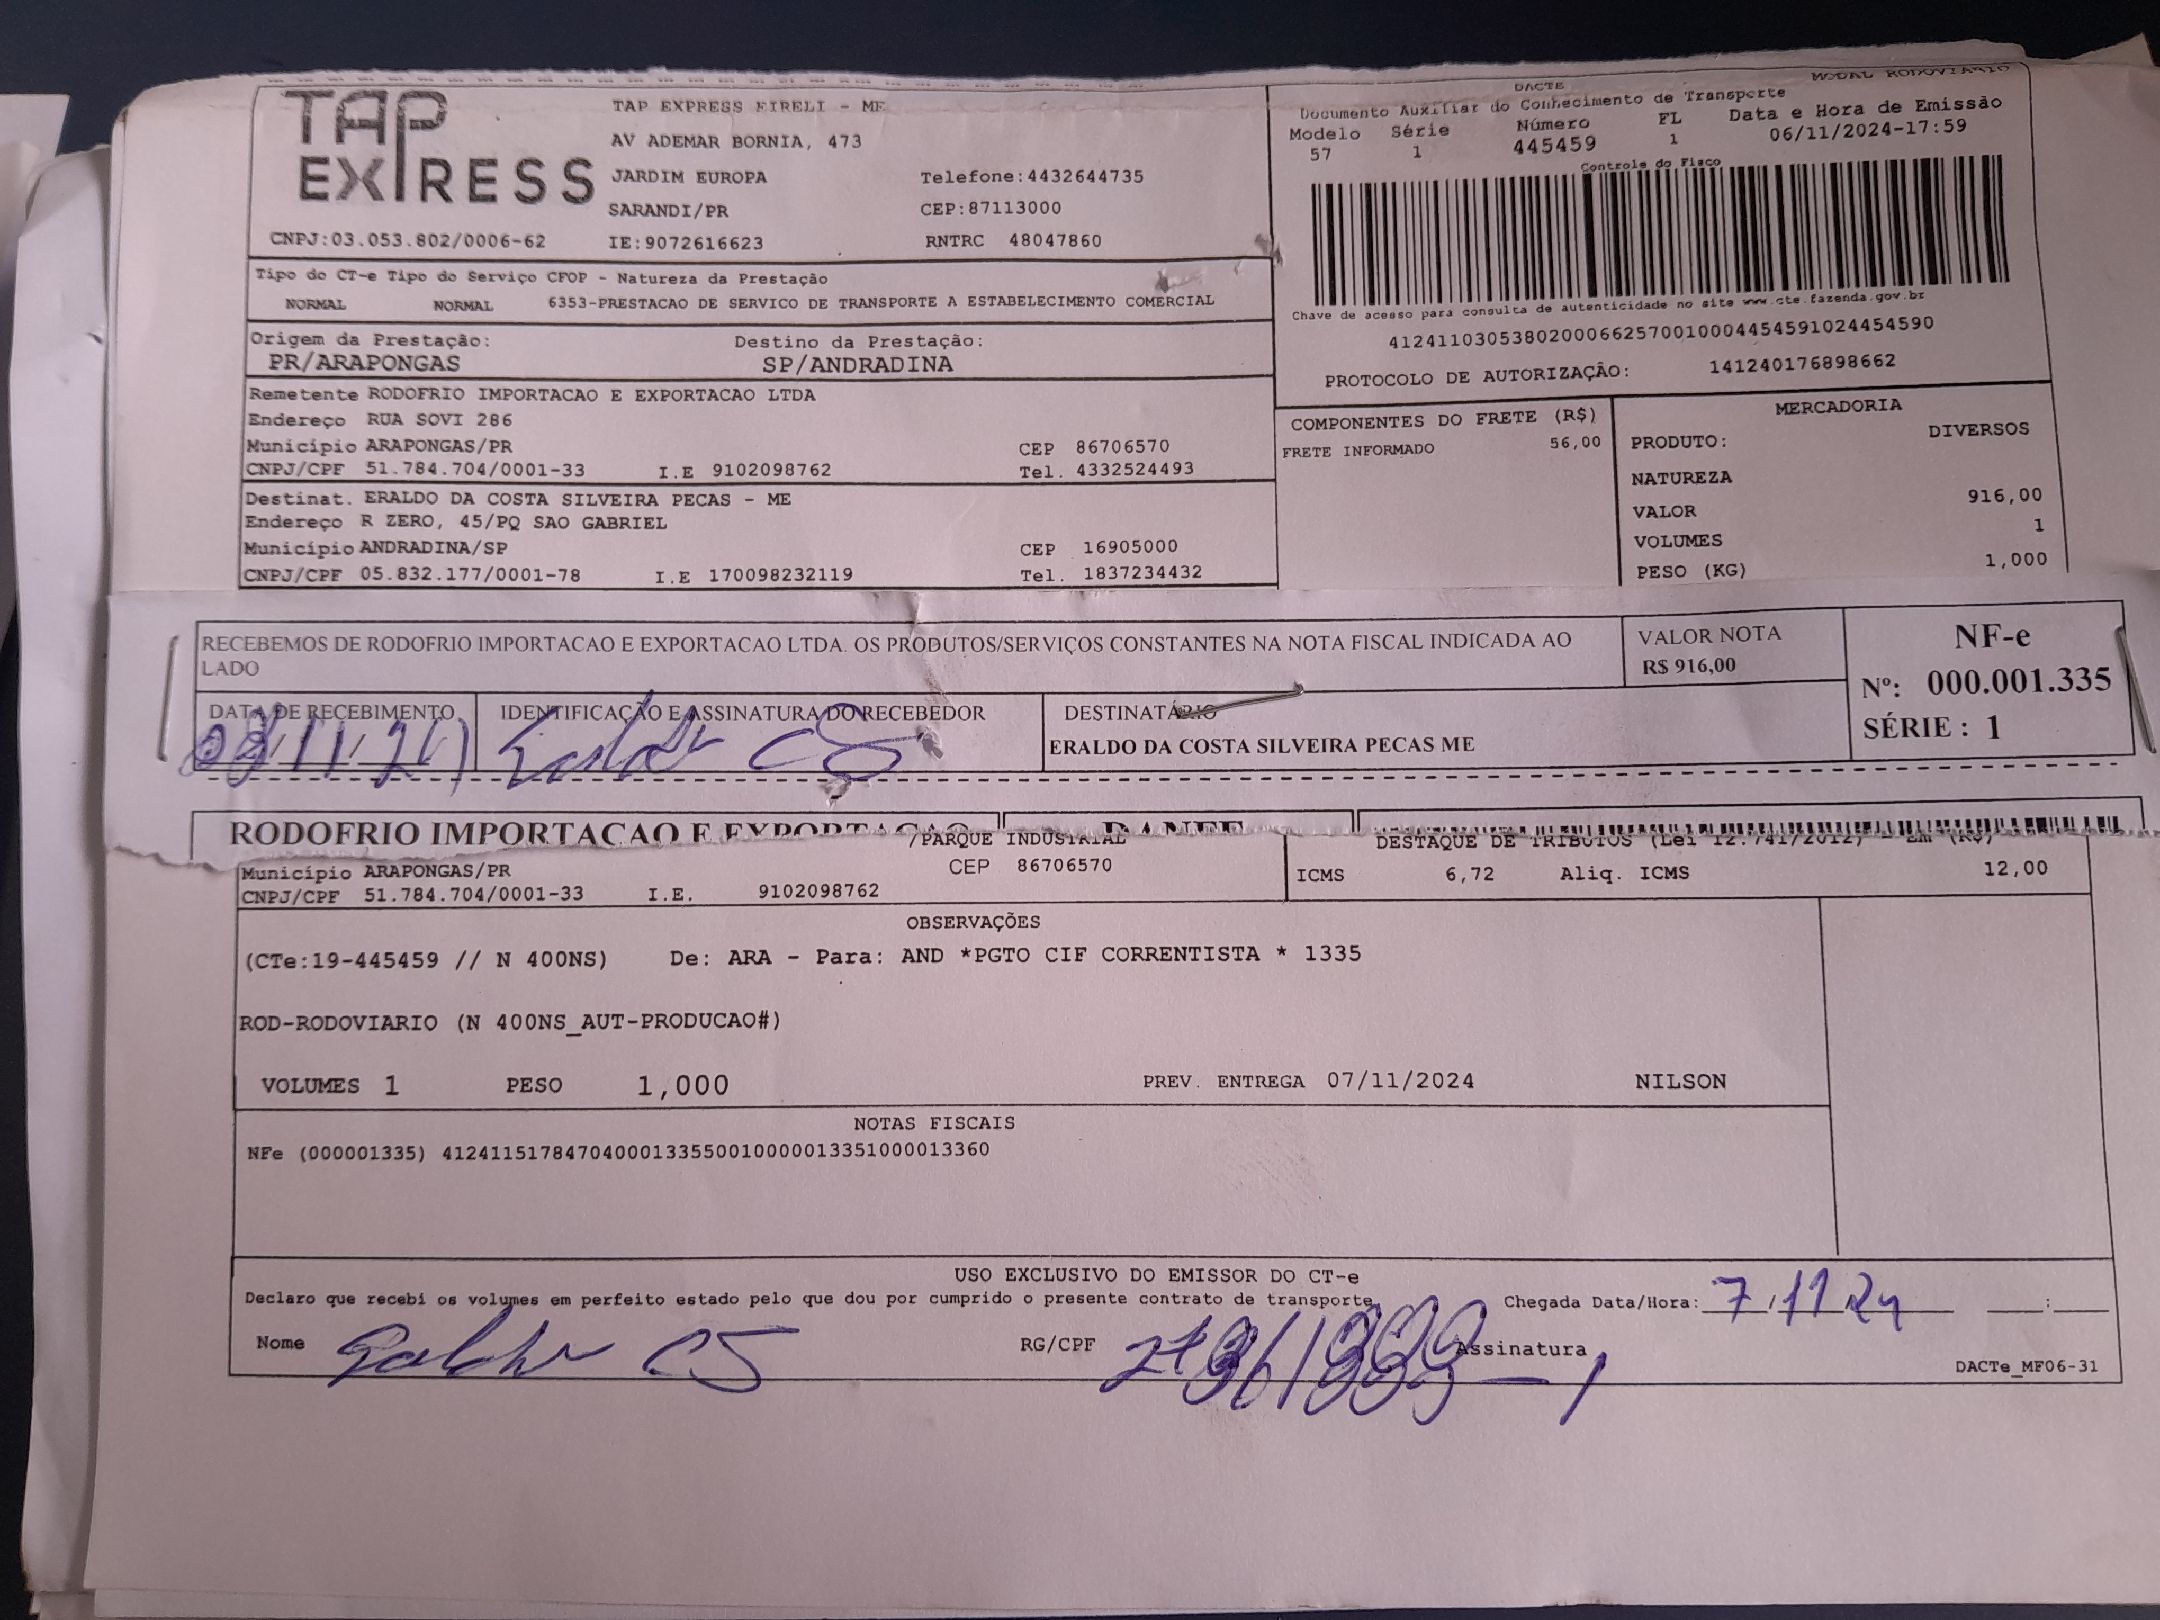 MODAL RODOVIARIO
TAP EXPRESS
TAP EXPRESS EIRELI - ME
AV ADEMAR BORNIA, 473
JARDIM EUROPA Telefone:4432644735
SARANDI/PR CEP:87113000
CNPJ:03.053.802/0006-62 IE:9072616623 RNTRC 48047860
DACTE
Documento Auxiliar do Conhecimento de Transporte
Modelo Série Número FL Data e Hora de Emissão
57 1 445459 1 06/11/2024-17:59
Controle do Fisco
Chave de acesso para consulta de autenticidade no site www.cte.fazenda.gov.br
41241103053802000662570010004454591024454590
PROTOCOLO DE AUTORIZAÇÃO: 141240176898662
Tipo do CT-e Tipo do Serviço CFOP - Natureza da Prestação
NORMAL NORMAL 6353-PRESTACAO DE SERVICO DE TRANSPORTE A ESTABELECIMENTO COMERCIAL
Origem da Prestação: Destino da Prestação:
PR/ARAPONGAS SP/ANDRADINA
Remetente RODOFRIO IMPORTACAO E EXPORTACAO LTDA
Endereço RUA SOVI 286
Município ARAPONGAS/PR CEP 86706570
CNPJ/CPF 51.784.704/0001-33 I.E 9102098762 Tel. 4332524493
Destinat. ERALDO DA COSTA SILVEIRA PECAS - ME
Endereço R ZERO, 45/PQ SAO GABRIEL
Município ANDRADINA/SP CEP 16905000
CNPJ/CPF 05.832.177/0001-78 I.E 170098232119 Tel. 1837234432
COMPONENTES DO FRETE (R$)
FRETE INFORMADO 56,00
MERCADORIA
PRODUTO: DIVERSOS
NATUREZA
VALOR 916,00
VOLUMES 1
PESO (KG) 1,000
RECEBEMOS DE RODOFRIO IMPORTACAO E EXPORTACAO LTDA. OS PRODUTOS/SERVIÇOS CONSTANTES NA NOTA FISCAL INDICADA AO
LADO
VALOR NOTA
R$ 916,00
NF-e
Nº: 000.001.335
SÉRIE : 1
DATA DE RECEBIMENTO IDENTIFICAÇÃO E ASSINATURA DO RECEBEDOR DESTINATÁRIO
ERALDO DA COSTA SILVEIRA PECAS ME
RODOFRIO IMPORTACAO E EXPORTACAO DANFE
/PARQUE INDUSTRIAL DESTAQUE DE TRIBUTOS (Lei 12.741/2012) - Em (R$)
Município ARAPONGAS/PR CEP 86706570 ICMS 6,72 Aliq. ICMS 12,00
CNPJ/CPF 51.784.704/0001-33 I.E. 9102098762
OBSERVAÇÕES
(CTe:19-445459 // N 400NS) De: ARA - Para: AND *PGTO CIF CORRENTISTA * 1335
ROD-RODOVIARIO (N 400NS_AUT-PRODUCAO#)
VOLUMES 1 PESO 1,000 PREV. ENTREGA 07/11/2024 NILSON
NOTAS FISCAIS
NFe (000001335) 41241151784704000133550010000013351000013360
USO EXCLUSIVO DO EMISSOR DO CT-e
Declaro que recebi os volumes em perfeito estado pelo que dou por cumprido o presente contrato de transporte. Chegada Data/Hora: 7/11 24 :
Nome RG/CPF Assinatura
DACTe_MF06-31